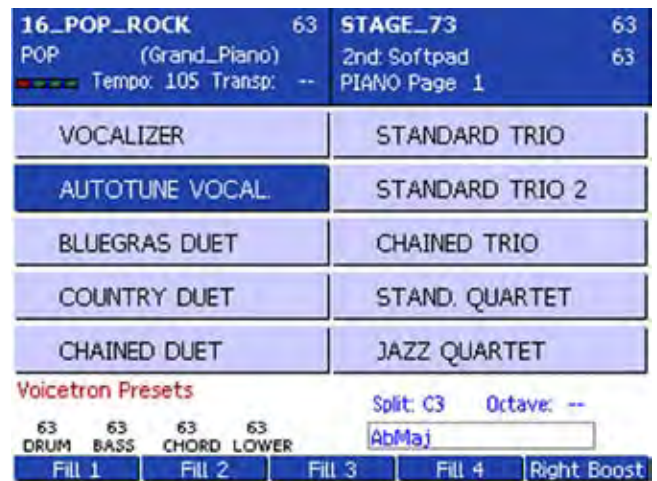 16_POP_ROCK 63 STAGE_73 63
POP (Grand_Piano) 2nd: Softpad 63
Tempo: 105 Transp: -- PIANO Page 1
VOCALIZER STANDARD TRIO
AUTOTUNE VOCAL. STANDARD TRIO 2
BLUEGRAS DUET CHAINED TRIO
COUNTRY DUET STAND. QUARTET
CHAINED DUET JAZZ QUARTET
Voicetron Presets
Split: C3 Octave: --
63 63 63 63
DRUM BASS CHORD LOWER
AbMaj
Fill 1 Fill 2 Fill 3 Fill 4 Right Boost